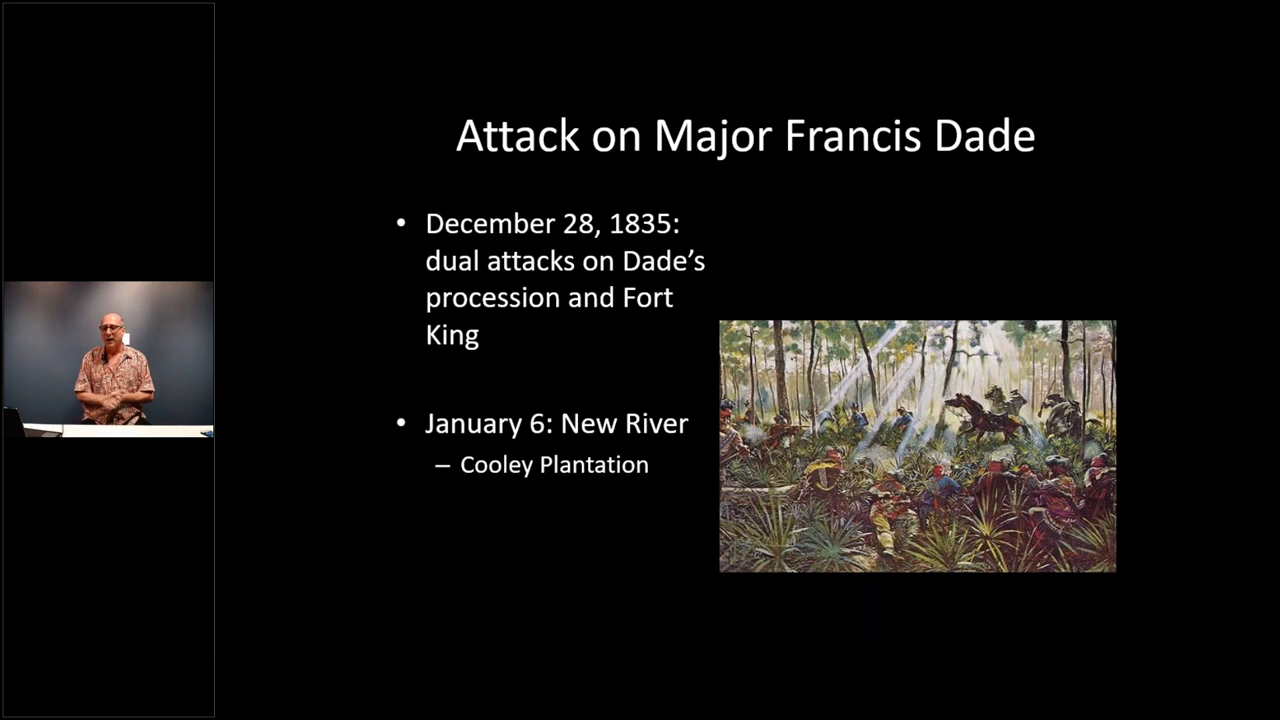 Attack on Major Francis Dade
• December 28, 1835:
dual attacks on Dade’s
procession and Fort
King
• January 6: New River
– Cooley Plantation